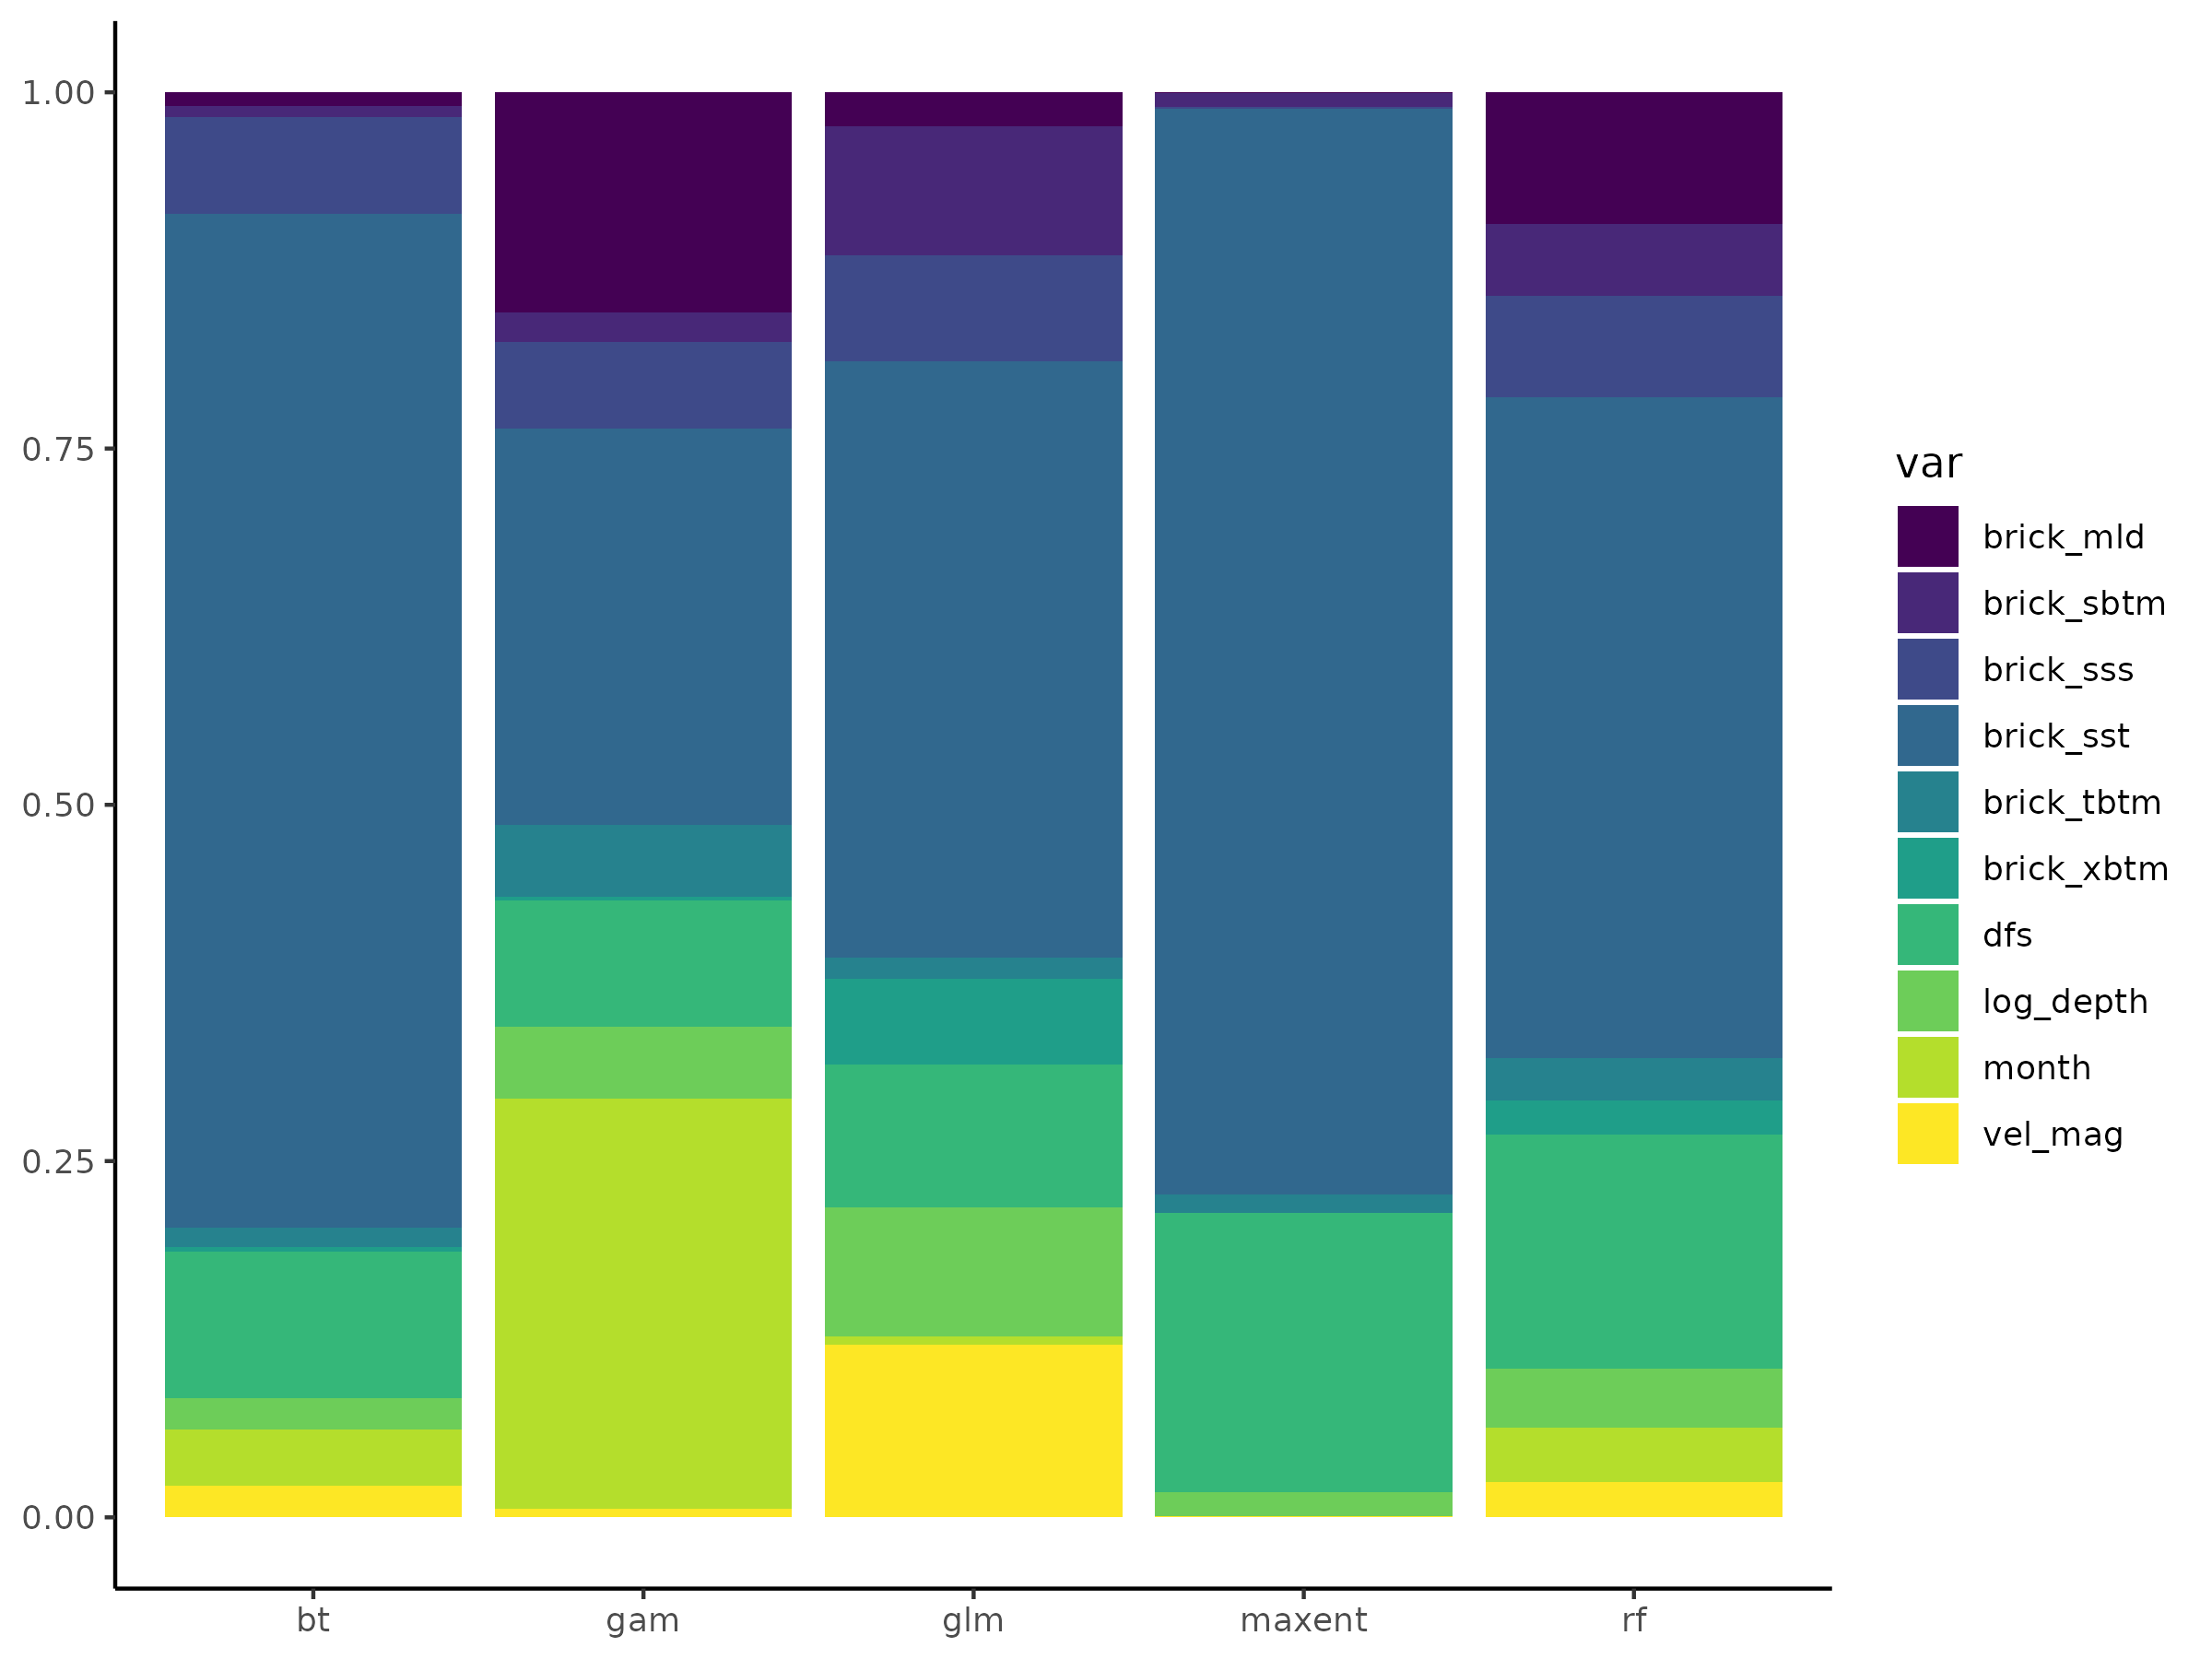 1.00
0.75
0.50
0.25
0.00
bt
gam
glm
maxent
rf
var
brick_mld
brick_sbtm
brick_sss
brick_sst
brick_tbtm
brick_xbtm
dfs
log_depth
month
vel_mag